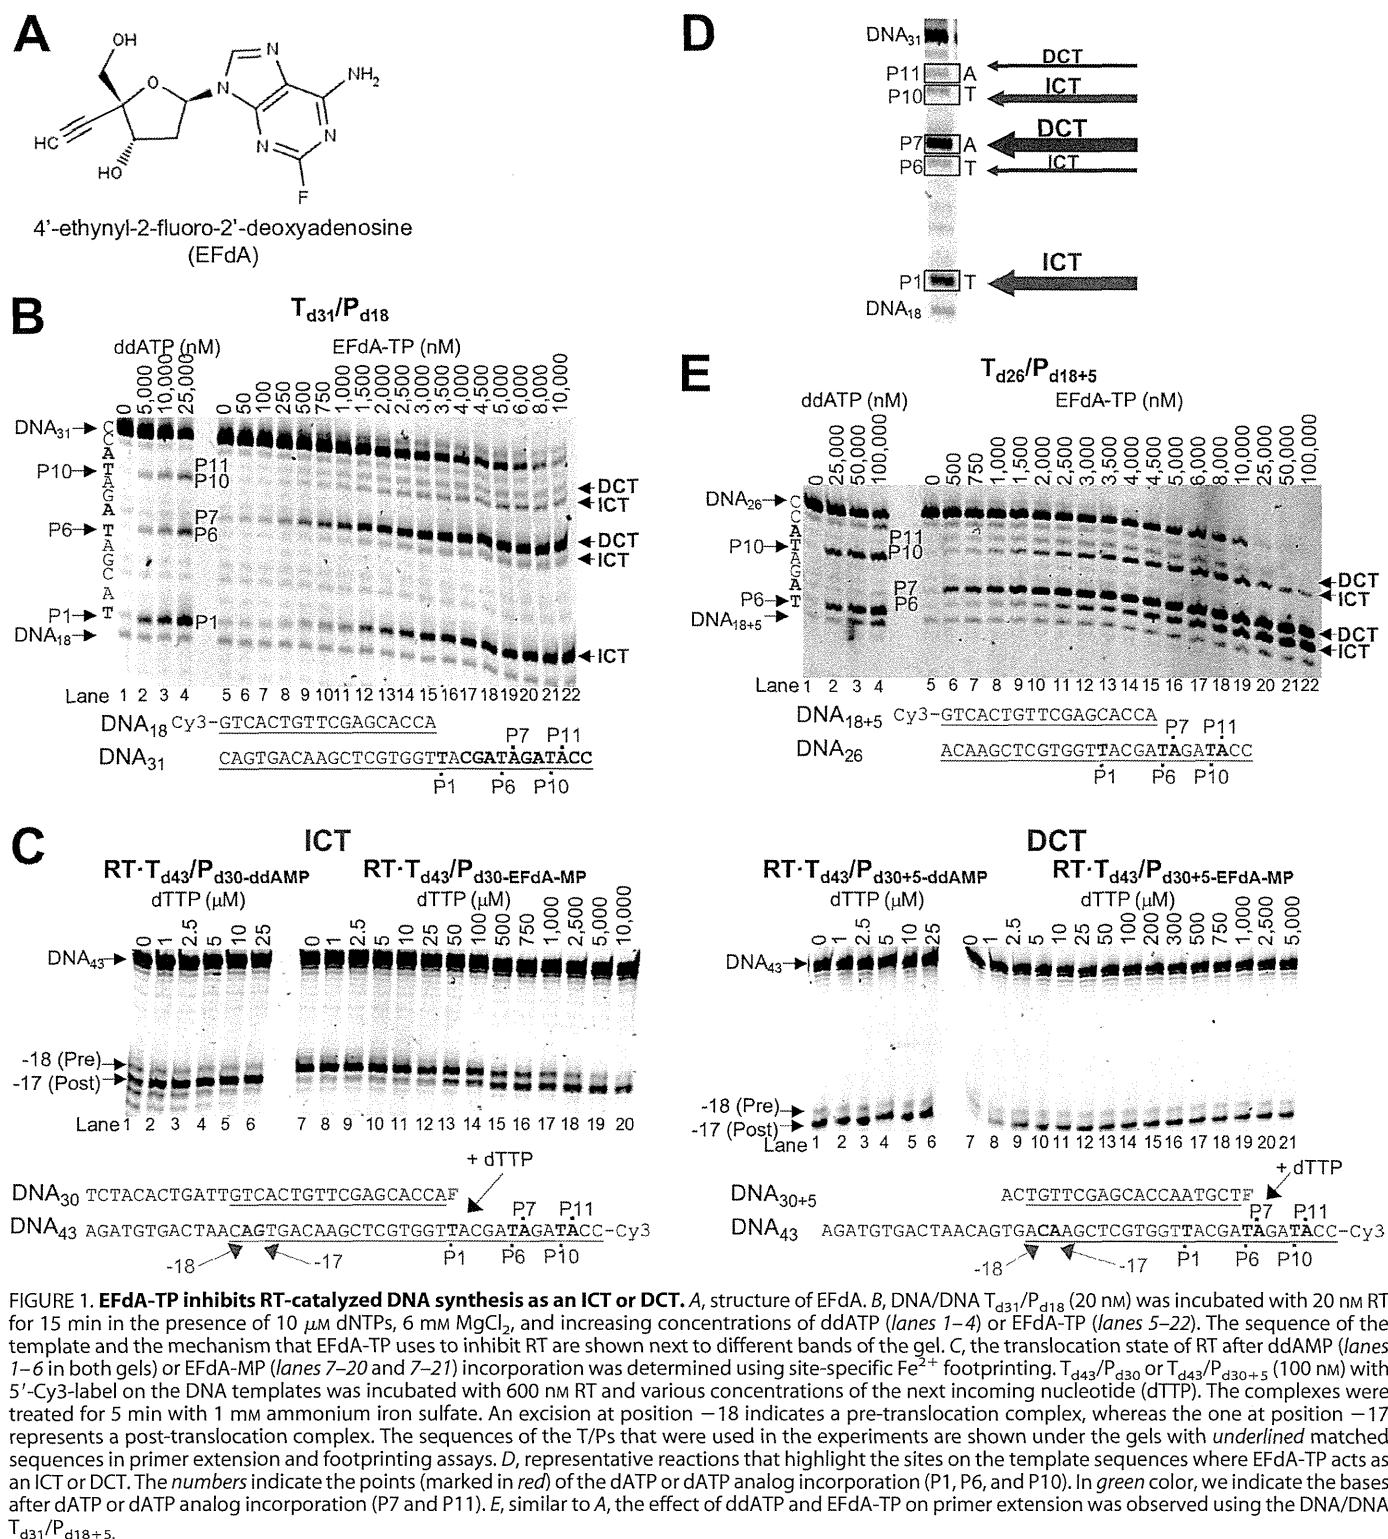 A
OH
O
N
N
NH2
HC
N
N
HO
F
4'-ethynyl-2-fluoro-2'-deoxyadenosine
(EFdA)
D
DNA31
P11 A DCT
P10 T ICT
P7 A DCT
P6 T ICT
P1 T ICT
DNA18
B
Td31/Pd18
ddATP (nM) EFdA-TP (nM)
0 5,000 10,000 25,000 0 50 100 250 500 750 1,000 1,500 2,000 2,500 3,000 3,500 4,000 4,500 5,000 6,000 8,000 10,000
DNA31
P10
P6
P1
DNA18
C
C
A
T
A
G
A
T
A
G
C
A
T
P11
P10
P7
P6
P1
DCT
ICT
DCT
ICT
ICT
Lane 1 2 3 4 5 6 7 8 9 10 11 12 13 14 15 16 17 18 19 20 21 22
DNA18 Cy3-GTCACTGTTCGAGCACCA
P7 P11
DNA31 CAGTGACAAGCTCGTGGTTACGATAGATACC
P1 P6 P10
E
Td26/Pd18+5
ddATP (nM) EFdA-TP (nM)
0 25,000 50,000 100,000 0 500 750 1,000 1,500 2,000 2,500 3,000 3,500 4,000 4,500 5,000 6,000 8,000 10,000 25,000 50,000 100,000
DNA26
P10
P6
DNA18+5
C
C
A
T
A
G
A
T
P11
P10
P7
P6
DCT
ICT
DCT
ICT
Lane 1 2 3 4 5 6 7 8 9 10 11 12 13 14 15 16 17 18 19 20 21 22
DNA18+5 Cy3-GTCACTGTTCGAGCACCA
P7 P11
DNA26 ACAAGCTCGTGGTTACGATAGATACC
P1 P6 P10
C
ICT
RT·Td43/Pd30-ddAMP RT·Td43/Pd30-EFdA-MP
dTTP (μM) dTTP (μM)
0 1 2.5 5 10 25 0 1 2.5 5 10 25 50 100 500 750 1,000 2,500 5,000 10,000
DNA43
-18 (Pre)
-17 (Post)
Lane 1 2 3 4 5 6 7 8 9 10 11 12 13 14 15 16 17 18 19 20
+ dTTP
DNA30 TCTACACTGATTGTCACTGTTCGAGCACCAF
P7 P11
DNA43 AGATGTGACTAACAGTGACAAGCTCGTGGTTACGATAGATACC-Cy3
-18 -17 P1 P6 P10
DCT
RT·Td43/Pd30+5-ddAMP RT·Td43/Pd30+5-EFdA-MP
dTTP (μM) dTTP (μM)
0 1 2.5 5 10 25 0 1 2.5 5 10 25 50 100 200 300 500 750 1,000 2,500 5,000
DNA43
-18 (Pre)
-17 (Post)
Lane 1 2 3 4 5 6 7 8 9 10 11 12 13 14 15 16 17 18 19 20 21
+ dTTP
DNA30+5 ACTGTTCGAGCACCAATGCTF
P7 P11
DNA43 AGATGTGACTAACAGTGACAAGCTCGTGGTTACGATAGATACC-Cy3
-18 -17 P1 P6 P10
FIGURE 1. EFdA-TP inhibits RT-catalyzed DNA synthesis as an ICT or DCT. A, structure of EFdA. B, DNA/DNA Td31/Pd18 (20 nM) was incubated with 20 nM RT
for 15 min in the presence of 10 μM dNTPs, 6 mM MgCl2, and increasing concentrations of ddATP (lanes 1–4) or EFdA-TP (lanes 5–22). The sequence of the
template and the mechanism that EFdA-TP uses to inhibit RT are shown next to different bands of the gel. C, the translocation state of RT after ddAMP (lanes
1–6 in both gels) or EFdA-MP (lanes 7–20 and 7–21) incorporation was determined using site-specific Fe2+ footprinting. Td43/Pd30 or Td43/Pd30+5 (100 nM) with
5'-Cy3-label on the DNA templates was incubated with 600 nM RT and various concentrations of the next incoming nucleotide (dTTP). The complexes were
treated for 5 min with 1 mM ammonium iron sulfate. An excision at position −18 indicates a pre-translocation complex, whereas the one at position −17
represents a post-translocation complex. The sequences of the T/Ps that were used in the experiments are shown under the gels with underlined matched
sequences in primer extension and footprinting assays. D, representative reactions that highlight the sites on the template sequences where EFdA-TP acts as
an ICT or DCT. The numbers indicate the points (marked in red) of the dATP or dATP analog incorporation (P1, P6, and P10). In green color, we indicate the bases
after dATP or dATP analog incorporation (P7 and P11). E, similar to A, the effect of ddATP and EFdA-TP on primer extension was observed using the DNA/DNA
Td31/Pd18+5.